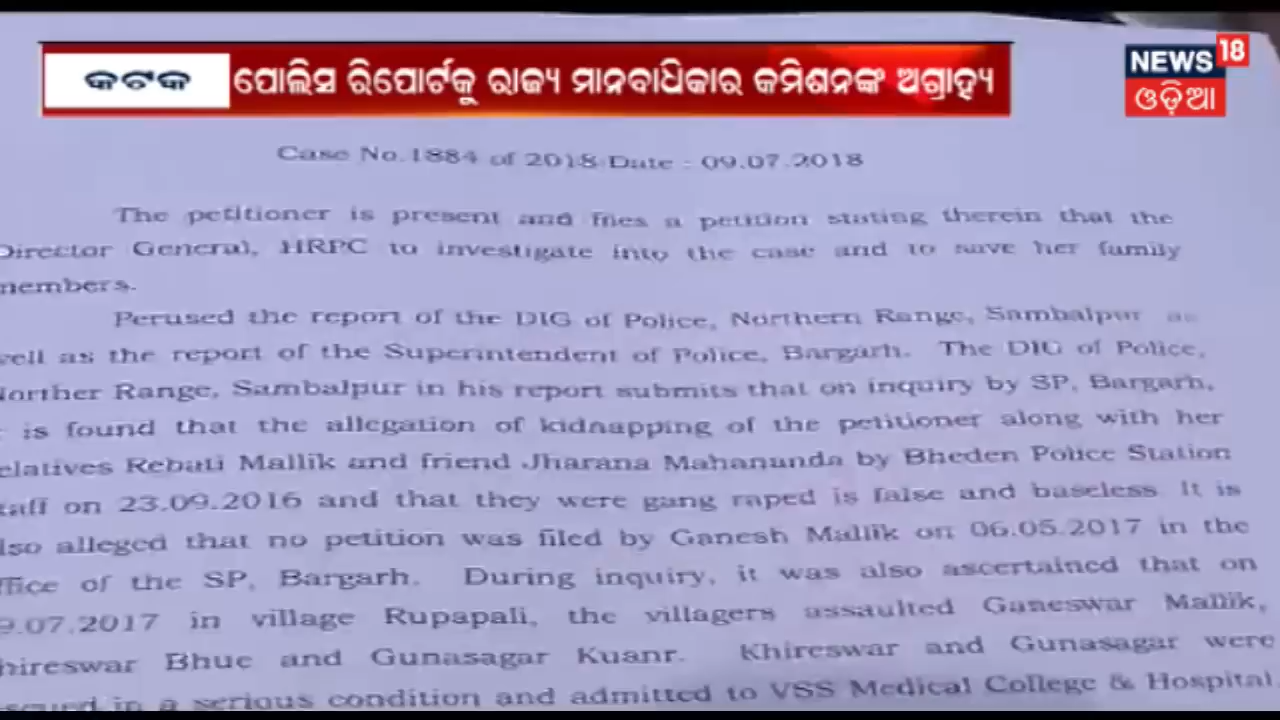 କଟକ ପୋଲିସ ରିପୋର୍ଟକୁ ରାଜ୍ୟ ମାନବାଧିକାର କମିଶନଙ୍କ ଅଗ୍ରାହ୍ୟ
NEWS 18
ଓଡ଼ିଆ
Case No.1884 of 2018 Date : 09.07.2018
The petitioner is present and files a petition stating therein that the
Director General, HRPC to investigate into the case and to save her family
members.
Perused the report of the DIG of Police, Northern Range, Sambalpur as
well as the report of the Superintendent of Police, Bargarh. The DIG of Police,
Norther Range, Sambalpur in his report submits that on inquiry by SP, Bargarh,
is found that the allegation of kidnapping of the petitioner along with her
elatives Rebati Mallik and friend Jharana Mahananda by Bheden Police Station
taff on 23.09.2016 and that they were gang raped is false and baseless. It is
lso alleged that no petition was filed by Ganesh Mallik on 06.05.2017 in the
ffice of the SP, Bargarh. During inquiry, it was also ascertained that on
9.07.2017 in village Rupapali, the villagers assaulted Ganeswar Mallik,
hireswar Bhue and Gunasagar Kuanr. Khireswar and Gunasagar were
in a serious condition and admitted to VSS Medical College & Hospital,